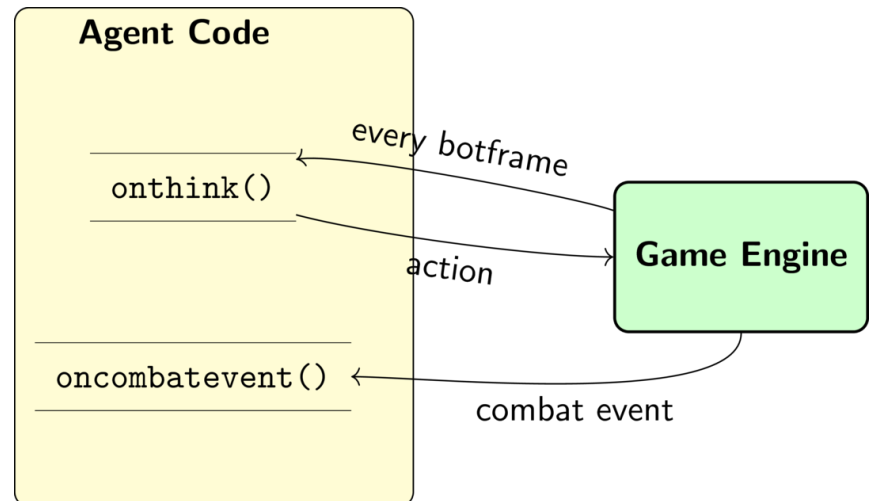 Agent Code
every botframe
onthink()
Game Engine
action
oncombatevent()
combat event